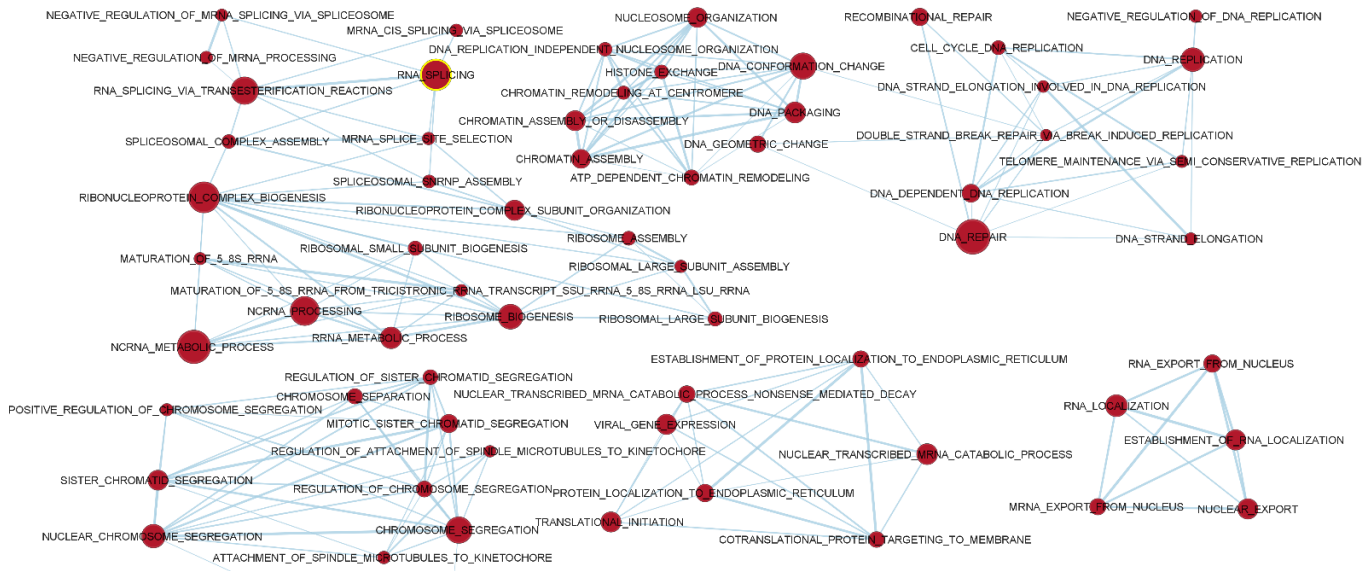 NEGATIVE_REGULATION_OF_MRNA_SPLICING_VIA_SPLICEOSOME
MRNA_CIS_SPLICING_VIA_SPLICEOSOME
NEGATIVE_REGULATION_OF_MRNA_PROCESSING
RNA_SPLICING
RNA_SPLICING_VIA_TRANSESTERIFICATION_REACTIONS
SPLICEOSOMAL_COMPLEX_ASSEMBLY
MRNA_SPLICE_SITE_SELECTION
SPLICEOSOMAL_SNRNP_ASSEMBLY
RIBONUCLEOPROTEIN_COMPLEX_BIOGENESIS
RIBONUCLEOPROTEIN_COMPLEX_SUBUNIT_ORGANIZATION
RIBOSOME_ASSEMBLY
RIBOSOMAL_SMALL_SUBUNIT_BIOGENESIS
MATURATION_OF_5_8S_RRNA
RIBOSOMAL_LARGE_SUBUNIT_ASSEMBLY
MATURATION_OF_5_8S_RRNA_FROM_TRICISTRONIC_RRNA_TRANSCRIPT_SSU_RRNA_5_8S_RRNA_LSU_RRNA
NCRNA_PROCESSING
RIBOSOME_BIOGENESIS
RIBOSOMAL_LARGE_SUBUNIT_BIOGENESIS
RRNA_METABOLIC_PROCESS
NCRNA_METABOLIC_PROCESS
NUCLEOSOME_ORGANIZATION
DNA_REPLICATION_INDEPENDENT_NUCLEOSOME_ORGANIZATION
DNA_CONFORMATION_CHANGE
HISTONE_EXCHANGE
CHROMATIN_REMODELING_AT_CENTROMERE
DNA_PACKAGING
CHROMATIN_ASSEMBLY_OR_DISASSEMBLY
DNA_GEOMETRIC_CHANGE
CHROMATIN_ASSEMBLY
ATP_DEPENDENT_CHROMATIN_REMODELING
RECOMBINATIONAL_REPAIR
NEGATIVE_REGULATION_OF_DNA_REPLICATION
CELL_CYCLE_DNA_REPLICATION
DNA_REPLICATION
DNA_STRAND_ELONGATION_INVOLVED_IN_DNA_REPLICATION
DOUBLE_STRAND_BREAK_REPAIR_VIA_BREAK_INDUCED_REPLICATION
TELOMERE_MAINTENANCE_VIA_SEMI_CONSERVATIVE_REPLICATION
DNA_DEPENDENT_DNA_REPLICATION
DNA_REPAIR
DNA_STRAND_ELONGATION
REGULATION_OF_SISTER_CHROMATID_SEGREGATION
CHROMOSOME_SEPARATION
POSITIVE_REGULATION_OF_CHROMOSOME_SEGREGATION
MITOTIC_SISTER_CHROMATID_SEGREGATION
REGULATION_OF_ATTACHMENT_OF_SPINDLE_MICROTUBULES_TO_KINETOCHORE
SISTER_CHROMATID_SEGREGATION
REGULATION_OF_CHROMOSOME_SEGREGATION
NUCLEAR_CHROMOSOME_SEGREGATION
CHROMOSOME_SEGREGATION
ATTACHMENT_OF_SPINDLE_MICROTUBULES_TO_KINETOCHORE
ESTABLISHMENT_OF_PROTEIN_LOCALIZATION_TO_ENDOPLASMIC_RETICULUM
NUCLEAR_TRANSCRIBED_MRNA_CATABOLIC_PROCESS_NONSENSE_MEDIATED_DECAY
VIRAL_GENE_EXPRESSION
NUCLEAR_TRANSCRIBED_MRNA_CATABOLIC_PROCESS
PROTEIN_LOCALIZATION_TO_ENDOPLASMIC_RETICULUM
TRANSLATIONAL_INITIATION
COTRANSLATIONAL_PROTEIN_TARGETING_TO_MEMBRANE
RNA_EXPORT_FROM_NUCLEUS
RNA_LOCALIZATION
ESTABLISHMENT_OF_RNA_LOCALIZATION
MRNA_EXPORT_FROM_NUCLEUS
NUCLEAR_EXPORT